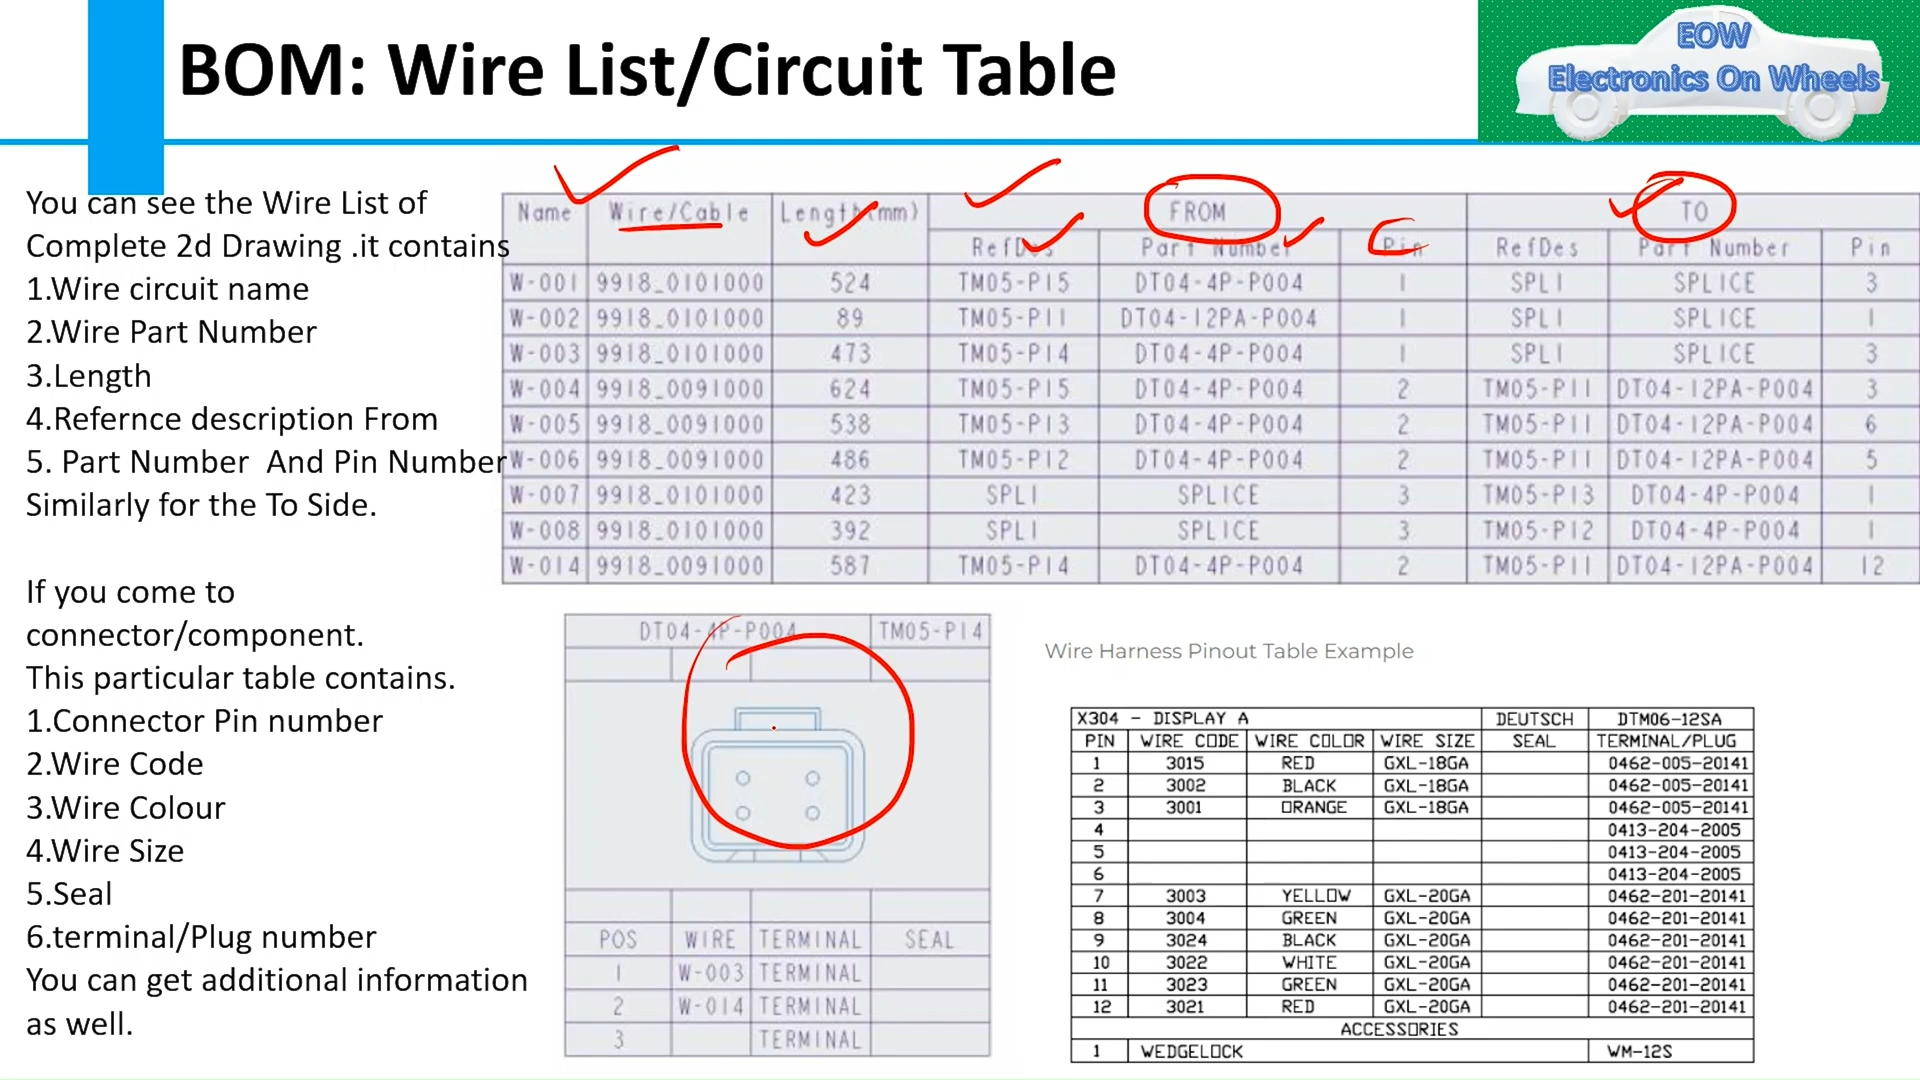 BOM: Wire List/Circuit Table
EOW
Electronics On Wheels
You can see the Wire List of
Complete 2d Drawing .it contains
1.Wire circuit name
2.Wire Part Number
3.Length
4.Refernce description From
5. Part Number And Pin Number
Similarly for the To Side.
If you come to
connector/component.
This particular table contains.
1.Connector Pin number
2.Wire Code
3.Wire Colour
4.Wire Size
5.Seal
6.terminal/Plug number
You can get additional information
as well.
Name Wire/Cable Length(mm) FROM TO
RefDes Part Number Pin RefDes Part Number Pin
W-001 9918_0101000 524 TM05-P15 DT04-4P-P004 1 SPL1 SPLICE 3
W-002 9918_0101000 89 TM05-P11 DT04-12PA-P004 1 SPL1 SPLICE 1
W-003 9918_0101000 473 TM05-P14 DT04-4P-P004 1 SPL1 SPLICE 3
W-004 9918_0091000 624 TM05-P15 DT04-4P-P004 2 TM05-P11 DT04-12PA-P004 3
W-005 9918_0091000 538 TM05-P13 DT04-4P-P004 2 TM05-P11 DT04-12PA-P004 6
W-006 9918_0091000 486 TM05-P12 DT04-4P-P004 2 TM05-P11 DT04-12PA-P004 5
W-007 9918_0101000 423 SPL1 SPLICE 3 TM05-P13 DT04-4P-P004 1
W-008 9918_0101000 392 SPL1 SPLICE 3 TM05-P12 DT04-4P-P004 1
W-014 9918_0091000 587 TM05-P14 DT04-4P-P004 2 TM05-P11 DT04-12PA-P004 12
DT04-4P-P004 TM05-P14
POS WIRE TERMINAL SEAL
1 W-003 TERMINAL
2 W-014 TERMINAL
3 TERMINAL
Wire Harness Pinout Table Example
X304 - DISPLAY A DEUTSCH DTM06-12SA
PIN WIRE CODE WIRE COLOR WIRE SIZE SEAL TERMINAL/PLUG
1 3015 RED GXL-18GA 0462-005-20141
2 3002 BLACK GXL-18GA 0462-005-20141
3 3001 ORANGE GXL-18GA 0462-005-20141
4 0413-204-2005
5 0413-204-2005
6 0413-204-2005
7 3003 YELLOW GXL-20GA 0462-201-20141
8 3004 GREEN GXL-20GA 0462-201-20141
9 3024 BLACK GXL-20GA 0462-201-20141
10 3022 WHITE GXL-20GA 0462-201-20141
11 3023 GREEN GXL-20GA 0462-201-20141
12 3021 RED GXL-20GA 0462-201-20141
ACCESSORIES
1 WEDGELOCK WM-12S